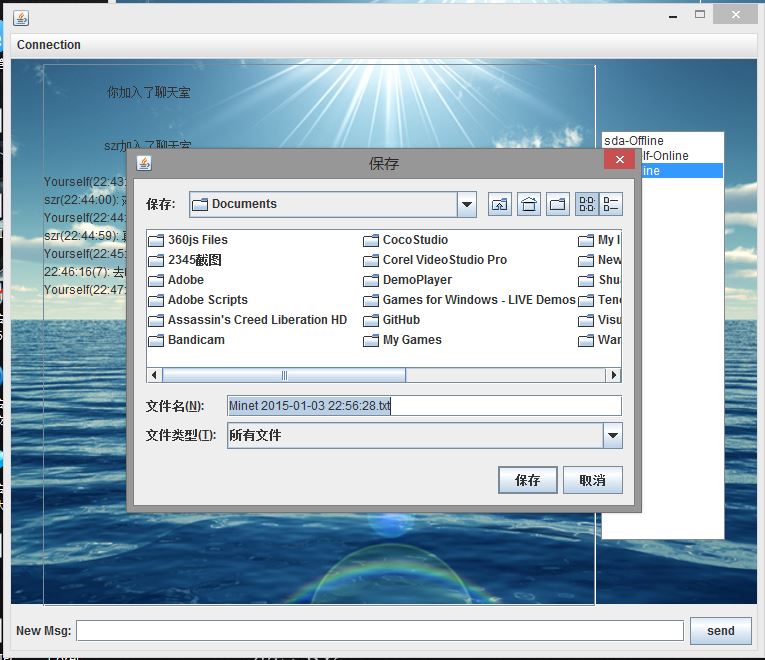 Connection
你加入了聊天室
szr加入了聊天室
sda-Offline
lf-Online
ine
Yourself(22:43:
szr(22:44:00):
Yourself(22:44:
szr(22:44:59):
Yourself(22:45:
22:46:16(7): 去
Yourself(22:47:
保存
保存: Documents
360js Files CocoStudio My
2345截图 Corel VideoStudio Pro New
Adobe DemoPlayer Shu
Adobe Scripts Games for Windows - LIVE Demos Tenc
Assassin's Creed Liberation HD GitHub Visu
Bandicam My Games War
文件名(N): Minet 2015-01-03 22:56:28.txt
文件类型(T): 所有文件
保存 取消
New Msg: send